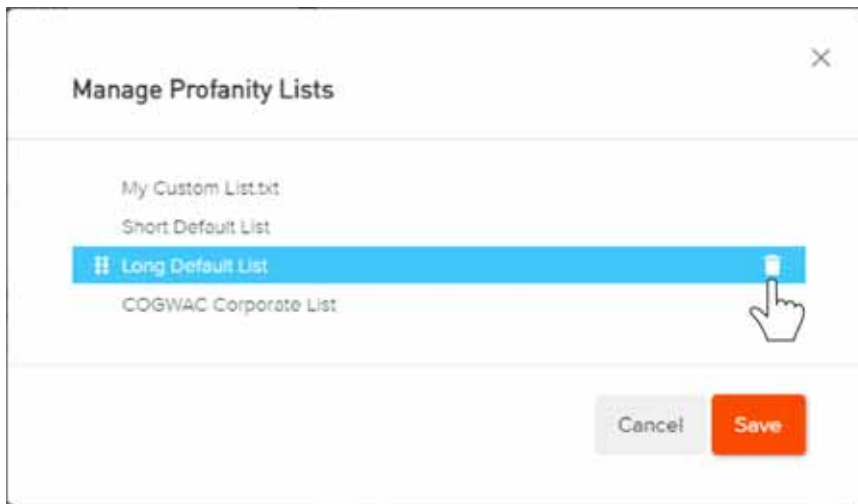 Manage Profanity Lists
My Custom List.txt
Short Default List
Long Default List
COGWAC Corporate List
Cancel
Save